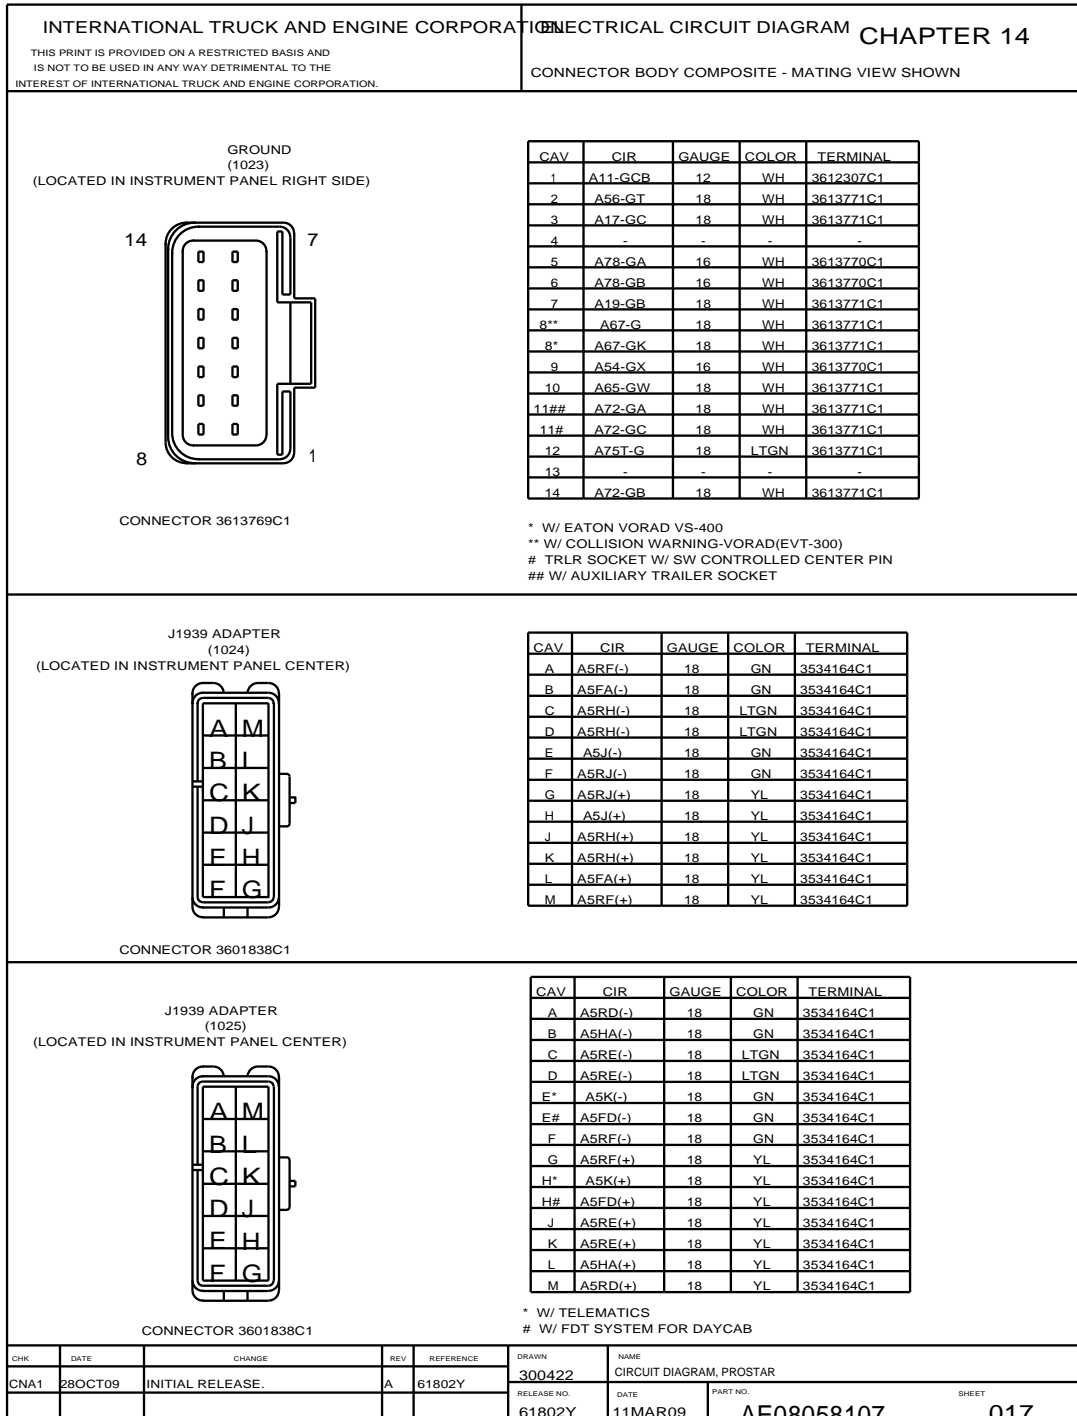 INTERNATIONAL TRUCK AND ENGINE CORPORATION
THIS PRINT IS PROVIDED ON A RESTRICTED BASIS AND
IS NOT TO BE USED IN ANY WAY DETRIMENTAL TO THE
INTEREST OF INTERNATIONAL TRUCK AND ENGINE CORPORATION.
ELECTRICAL CIRCUIT DIAGRAM CHAPTER 14
CONNECTOR BODY COMPOSITE - MATING VIEW SHOWN
GROUND
(1023)
(LOCATED IN INSTRUMENT PANEL RIGHT SIDE)
14 7
8 1
CONNECTOR 3613769C1
CAV CIR GAUGE COLOR TERMINAL
1 A11-GCB 12 WH 3612307C1
2 A56-GT 18 WH 3613771C1
3 A17-GC 18 WH 3613771C1
4 - - - -
5 A78-GA 16 WH 3613770C1
6 A78-GB 16 WH 3613770C1
7 A19-GB 18 WH 3613771C1
8** A67-G 18 WH 3613771C1
8* A67-GK 18 WH 3613771C1
9 A54-GX 16 WH 3613770C1
10 A65-GW 18 WH 3613771C1
11## A72-GA 18 WH 3613771C1
11# A72-GC 18 WH 3613771C1
12 A75T-G 18 LTGN 3613771C1
13 - - - -
14 A72-GB 18 WH 3613771C1
* W/ EATON VORAD VS-400
** W/ COLLISION WARNING-VORAD(EVT-300)
# TRLR SOCKET W/ SW CONTROLLED CENTER PIN
## W/ AUXILIARY TRAILER SOCKET
J1939 ADAPTER
(1024)
(LOCATED IN INSTRUMENT PANEL CENTER)
A M
B L
C K
D J
E H
F G
CONNECTOR 3601838C1
CAV CIR GAUGE COLOR TERMINAL
A A5RF(-) 18 GN 3534164C1
B A5FA(-) 18 GN 3534164C1
C A5RH(-) 18 LTGN 3534164C1
D A5RH(-) 18 LTGN 3534164C1
E A5J(-) 18 GN 3534164C1
F A5RJ(-) 18 GN 3534164C1
G A5RJ(+) 18 YL 3534164C1
H A5J(+) 18 YL 3534164C1
J A5RH(+) 18 YL 3534164C1
K A5RH(+) 18 YL 3534164C1
L A5FA(+) 18 YL 3534164C1
M A5RF(+) 18 YL 3534164C1
J1939 ADAPTER
(1025)
(LOCATED IN INSTRUMENT PANEL CENTER)
A M
B L
C K
D J
E H
F G
CONNECTOR 3601838C1
CAV CIR GAUGE COLOR TERMINAL
A A5RD(-) 18 GN 3534164C1
B A5HA(-) 18 GN 3534164C1
C A5RE(-) 18 LTGN 3534164C1
D A5RE(-) 18 LTGN 3534164C1
E* A5K(-) 18 GN 3534164C1
E# A5FD(-) 18 GN 3534164C1
F A5RF(-) 18 GN 3534164C1
G A5RF(+) 18 YL 3534164C1
H* A5K(+) 18 YL 3534164C1
H# A5FD(+) 18 YL 3534164C1
J A5RE(+) 18 YL 3534164C1
K A5RE(+) 18 YL 3534164C1
L A5HA(+) 18 YL 3534164C1
M A5RD(+) 18 YL 3534164C1
* W/ TELEMATICS
# W/ FDT SYSTEM FOR DAYCAB
CHK DATE CHANGE REV REFERENCE
CNA1 28OCT09 INITIAL RELEASE. A 61802Y
DRAWN
300422
NAME
CIRCUIT DIAGRAM, PROSTAR
RELEASE NO.
61802Y
DATE
11MAR09
PART NO.
AE08058107
SHEET
017